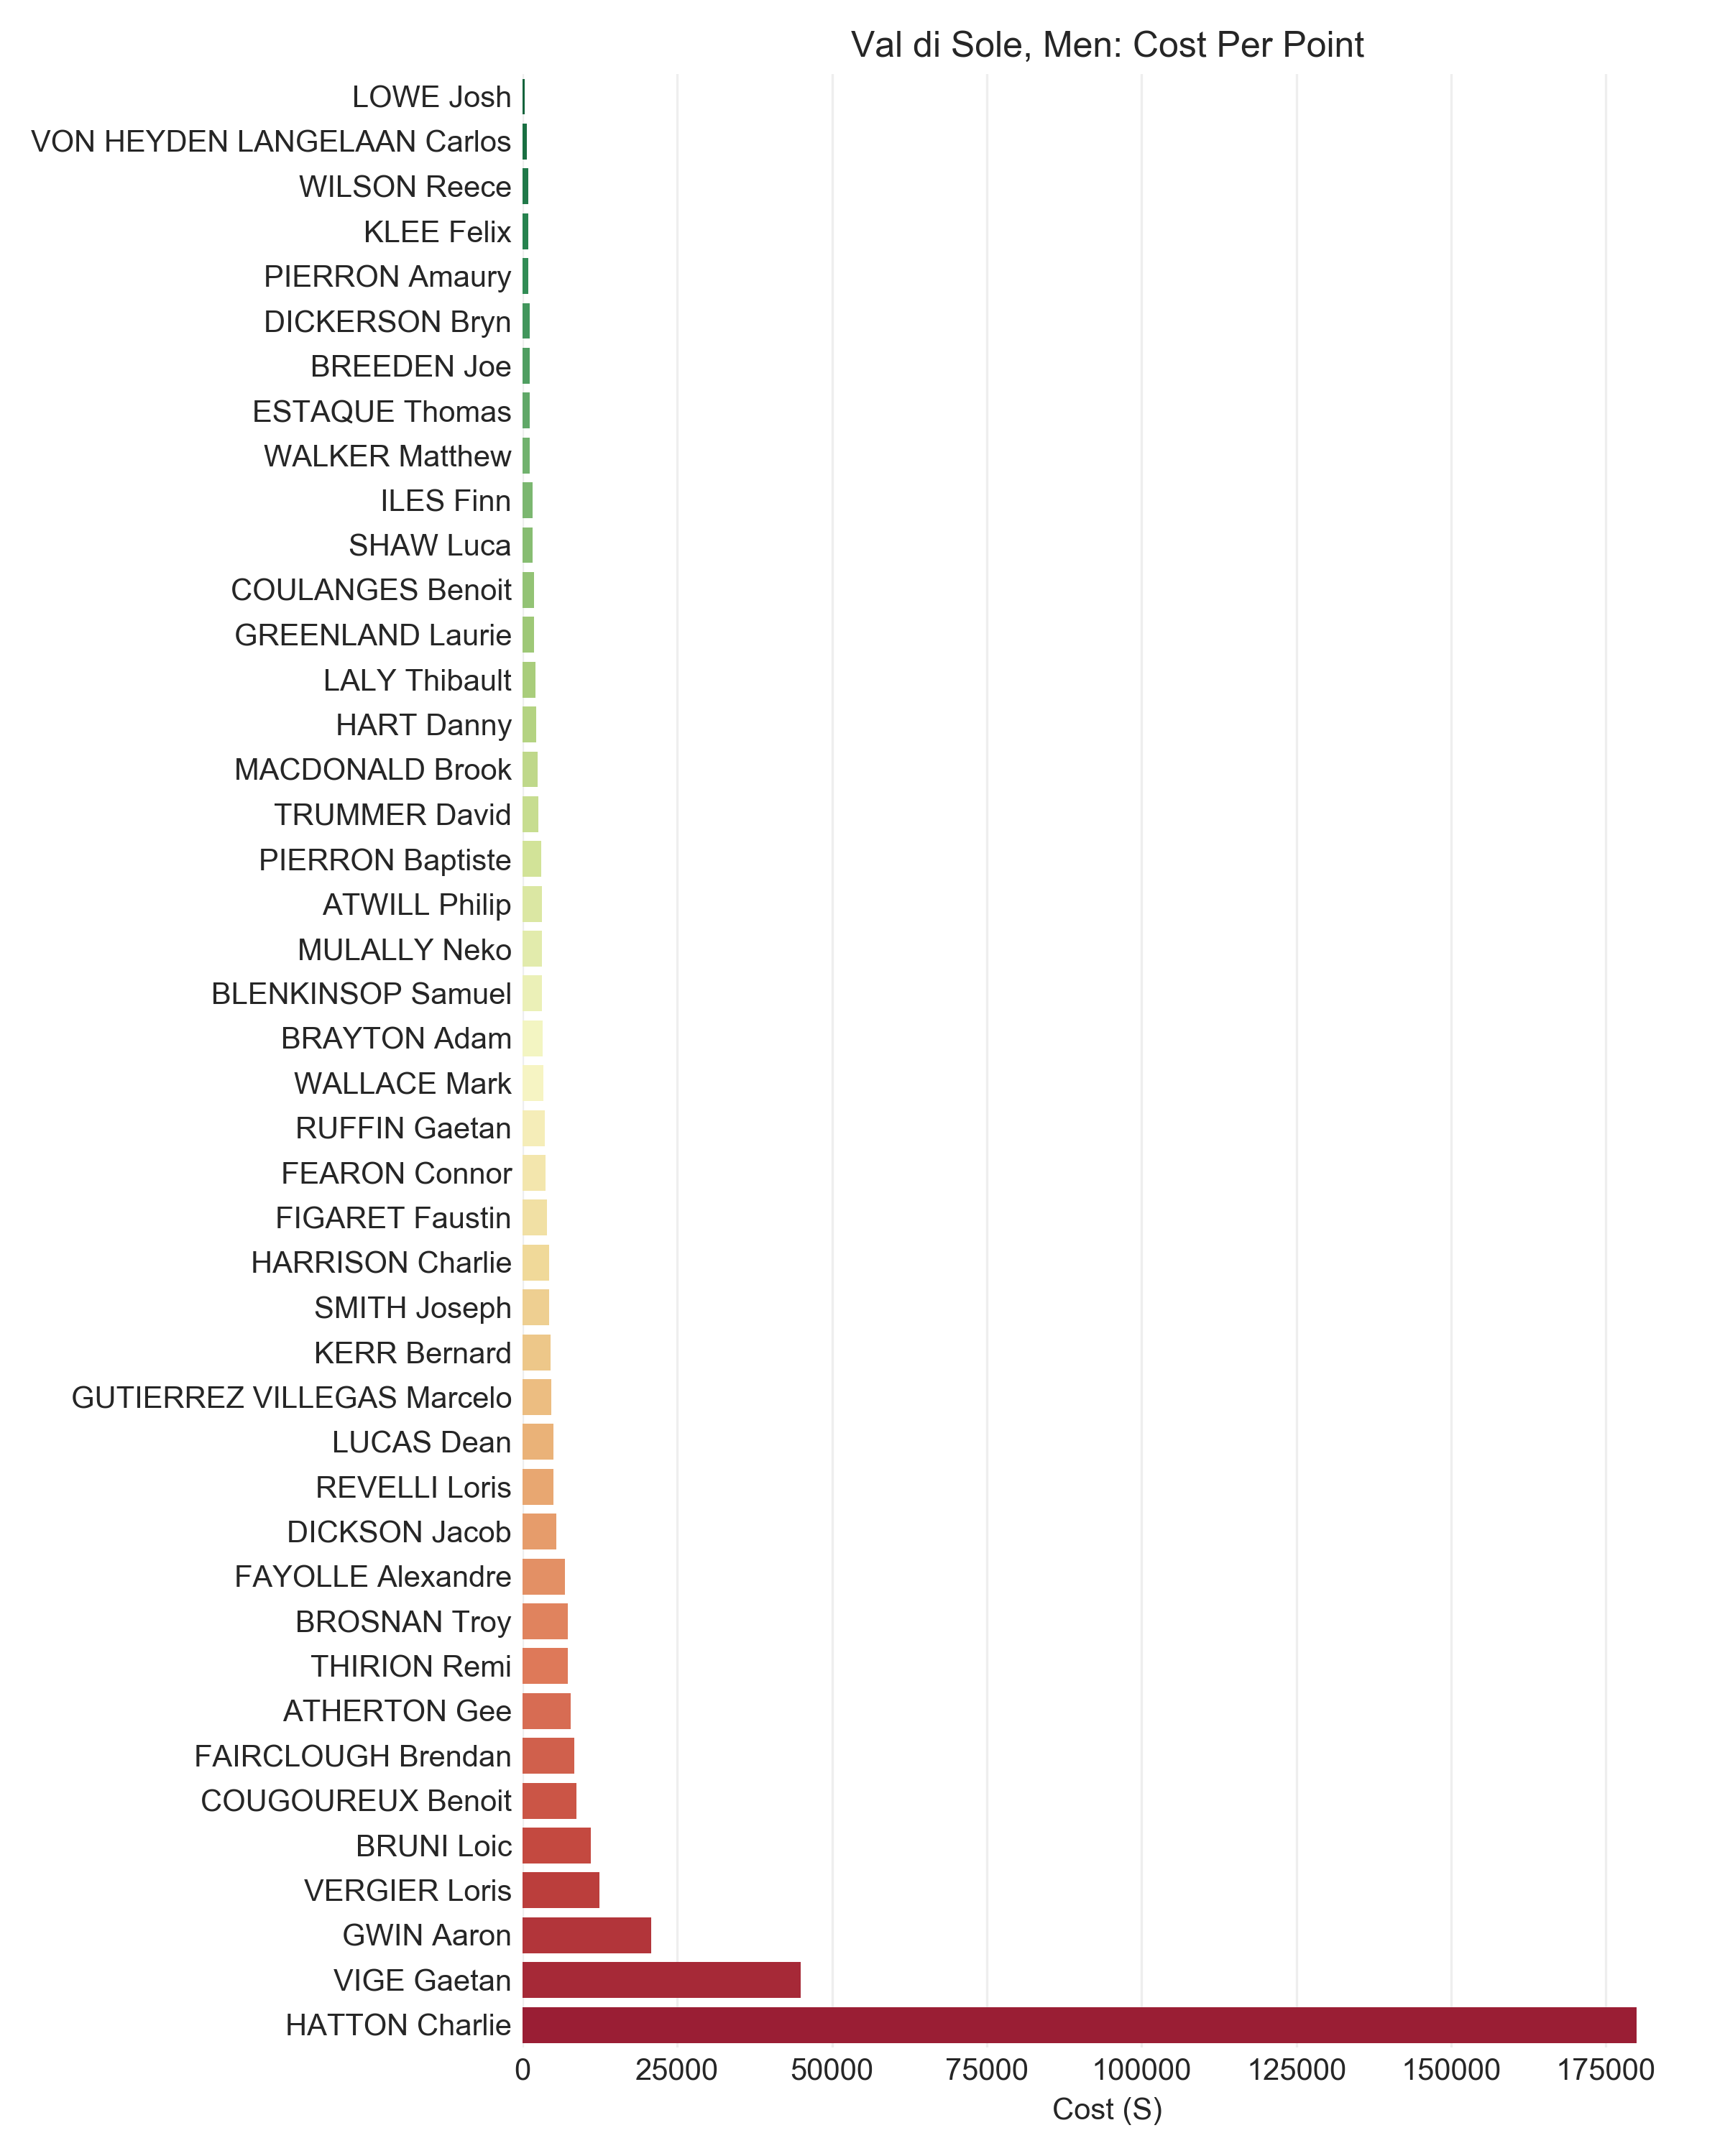 Val di Sole, Men: Cost Per Point
LOWE Josh
VON HEYDEN LANGELAAN Carlos
WILSON Reece
KLEE Felix
PIERRON Amaury
DICKERSON Bryn
BREEDEN Joe
ESTAQUE Thomas
WALKER Matthew
ILES Finn
SHAW Luca
COULANGES Benoit
GREENLAND Laurie
LALY Thibault
HART Danny
MACDONALD Brook
TRUMMER David
PIERRON Baptiste
ATWILL Philip
MULALLY Neko
BLENKINSOP Samuel
BRAYTON Adam
WALLACE Mark
RUFFIN Gaetan
FEARON Connor
FIGARET Faustin
HARRISON Charlie
SMITH Joseph
KERR Bernard
GUTIERREZ VILLEGAS Marcelo
LUCAS Dean
REVELLI Loris
DICKSON Jacob
FAYOLLE Alexandre
BROSNAN Troy
THIRION Remi
ATHERTON Gee
FAIRCLOUGH Brendan
COUGOUREUX Benoit
BRUNI Loic
VERGIER Loris
GWIN Aaron
VIGE Gaetan
HATTON Charlie
0 25000 50000 75000 100000 125000 150000 175000
Cost (S)